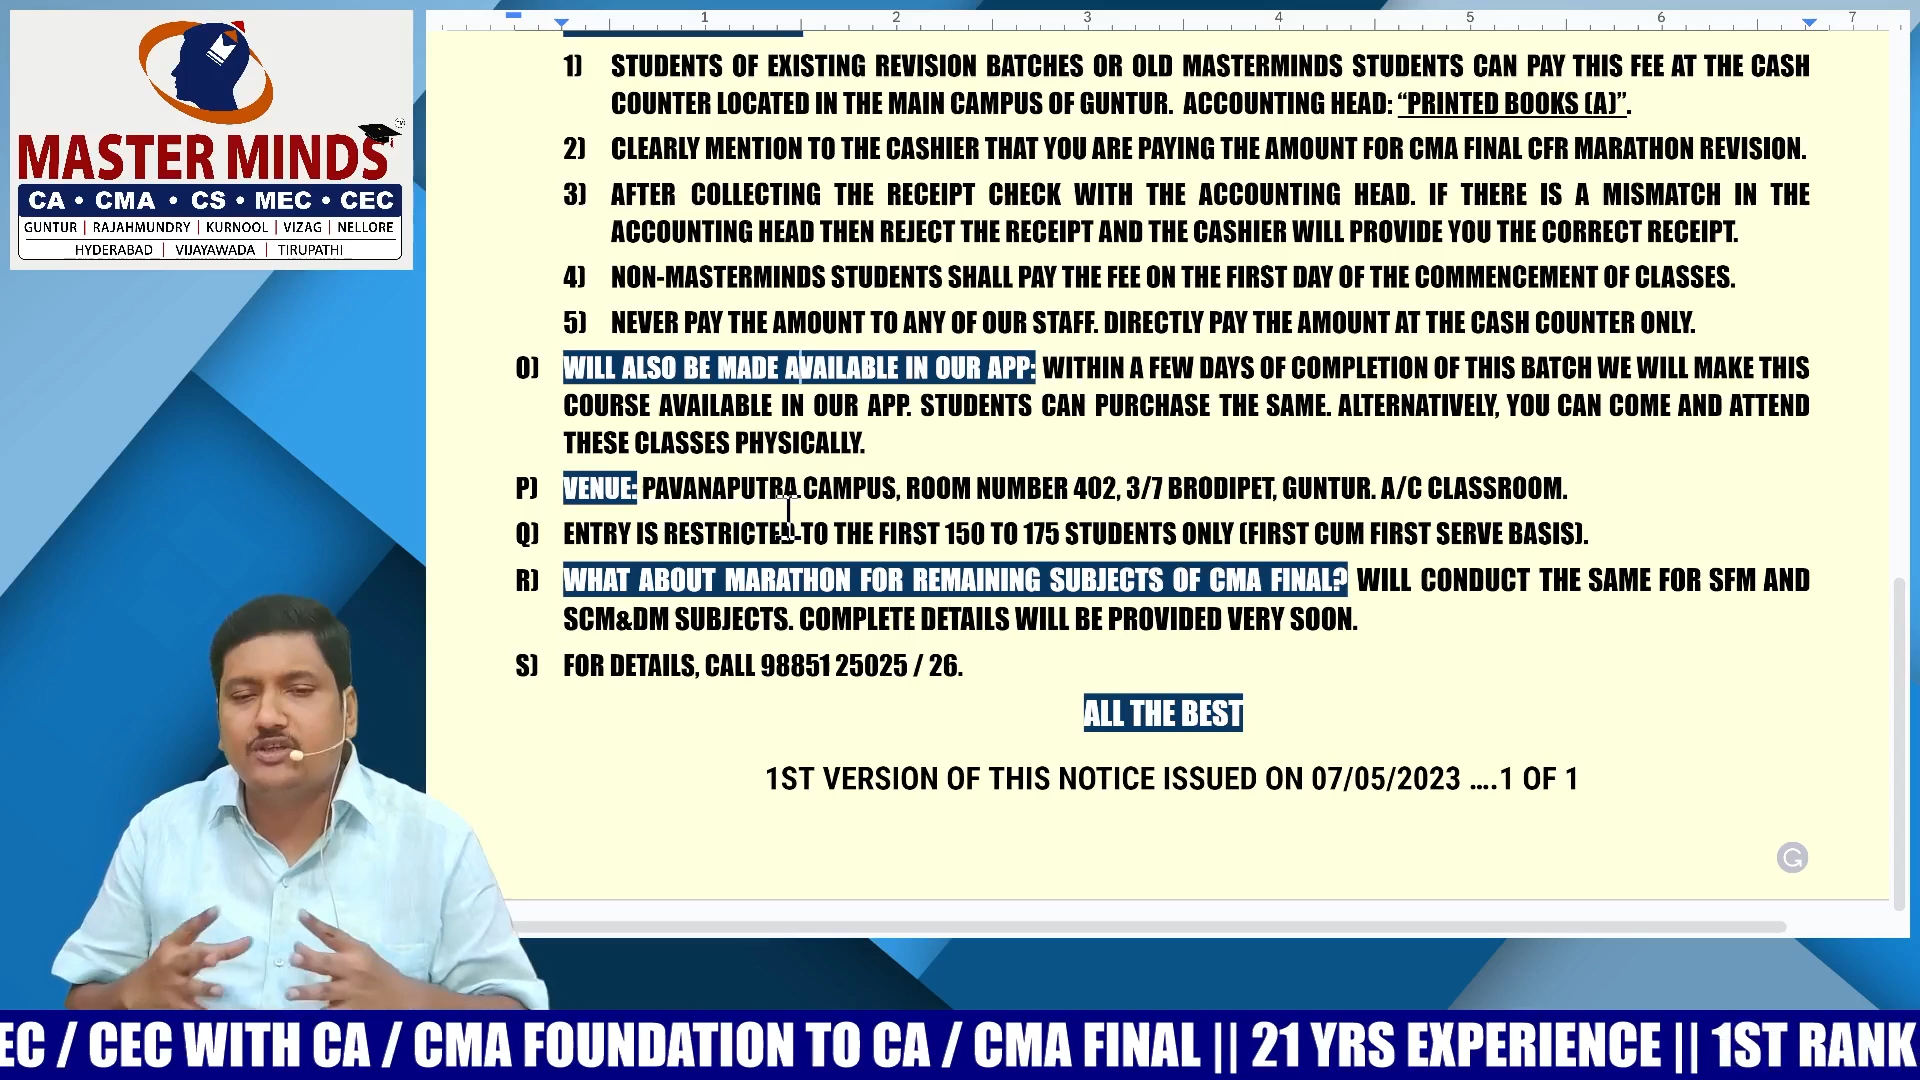 MASTER MINDS
CA • CMA • CS • MEC • CEC
GUNTUR | RAJAHMUNDRY | KURNOOL | VIZAG | NELLORE
HYDERABAD | VIJAYAWADA | TIRUPATHI
1 2 3 4 5 6 7
1) STUDENTS OF EXISTING REVISION BATCHES OR OLD MASTERMINDS STUDENTS CAN PAY THIS FEE AT THE CASH
COUNTER LOCATED IN THE MAIN CAMPUS OF GUNTUR. ACCOUNTING HEAD: “PRINTED BOOKS (A)”.
2) CLEARLY MENTION TO THE CASHIER THAT YOU ARE PAYING THE AMOUNT FOR CMA FINAL CFR MARATHON REVISION.
3) AFTER COLLECTING THE RECEIPT CHECK WITH THE ACCOUNTING HEAD. IF THERE IS A MISMATCH IN THE
ACCOUNTING HEAD THEN REJECT THE RECEIPT AND THE CASHIER WILL PROVIDE YOU THE CORRECT RECEIPT.
4) NON-MASTERMINDS STUDENTS SHALL PAY THE FEE ON THE FIRST DAY OF THE COMMENCEMENT OF CLASSES.
5) NEVER PAY THE AMOUNT TO ANY OF OUR STAFF. DIRECTLY PAY THE AMOUNT AT THE CASH COUNTER ONLY.
O) WILL ALSO BE MADE AVAILABLE IN OUR APP: WITHIN A FEW DAYS OF COMPLETION OF THIS BATCH WE WILL MAKE THIS
COURSE AVAILABLE IN OUR APP. STUDENTS CAN PURCHASE THE SAME. ALTERNATIVELY, YOU CAN COME AND ATTEND
THESE CLASSES PHYSICALLY.
P) VENUE: PAVANAPUTRA CAMPUS, ROOM NUMBER 402, 3/7 BRODIPET, GUNTUR. A/C CLASSROOM.
Q) ENTRY IS RESTRICTED TO THE FIRST 150 TO 175 STUDENTS ONLY (FIRST CUM FIRST SERVE BASIS).
R) WHAT ABOUT MARATHON FOR REMAINING SUBJECTS OF CMA FINAL? WILL CONDUCT THE SAME FOR SFM AND
SCM&DM SUBJECTS. COMPLETE DETAILS WILL BE PROVIDED VERY SOON.
S) FOR DETAILS, CALL 98851 25025 / 26.
ALL THE BEST
1ST VERSION OF THIS NOTICE ISSUED ON 07/05/2023 ....1 OF 1
EC / CEC WITH CA / CMA FOUNDATION TO CA / CMA FINAL || 21 YRS EXPERIENCE || 1ST RANK